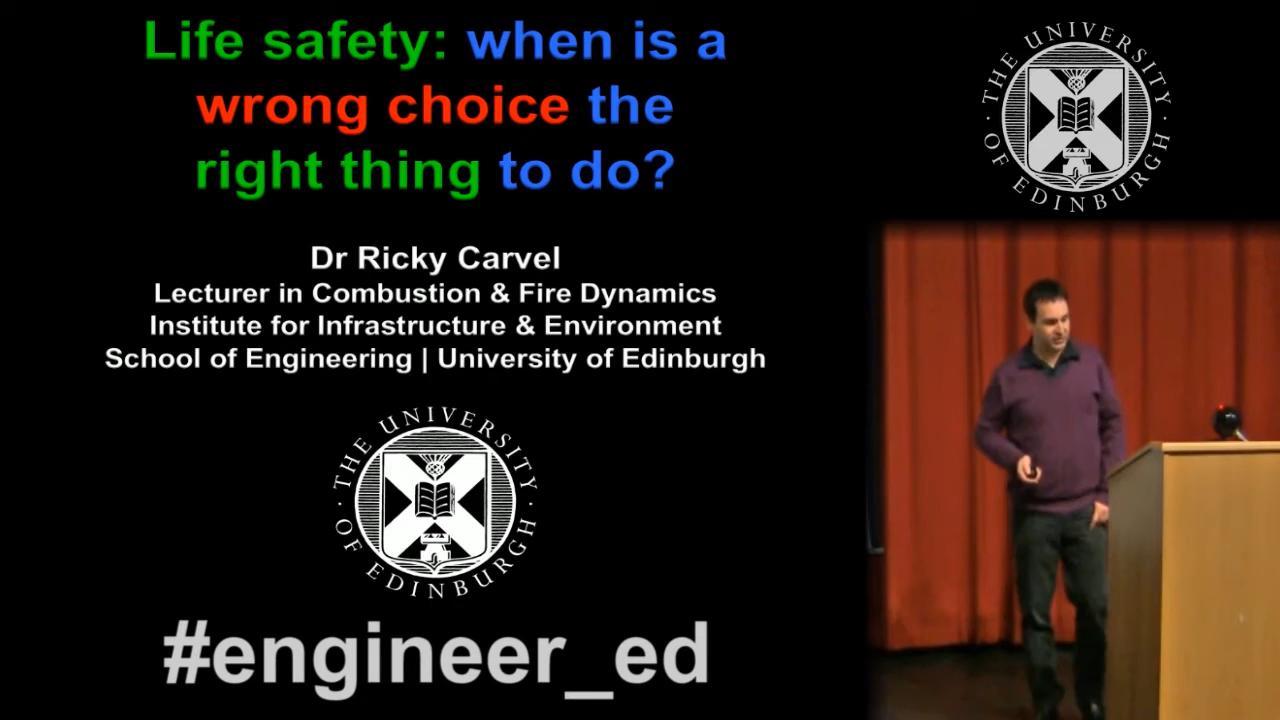 Life safety: when is a
wrong choice the
right thing to do?
Dr Ricky Carvel
Lecturer in Combustion & Fire Dynamics
Institute for Infrastructure & Environment
School of Engineering | University of Edinburgh
THE UNIVERSITY OF EDINBURGH
#engineer_ed
THE UNIVERSITY OF EDINBURGH